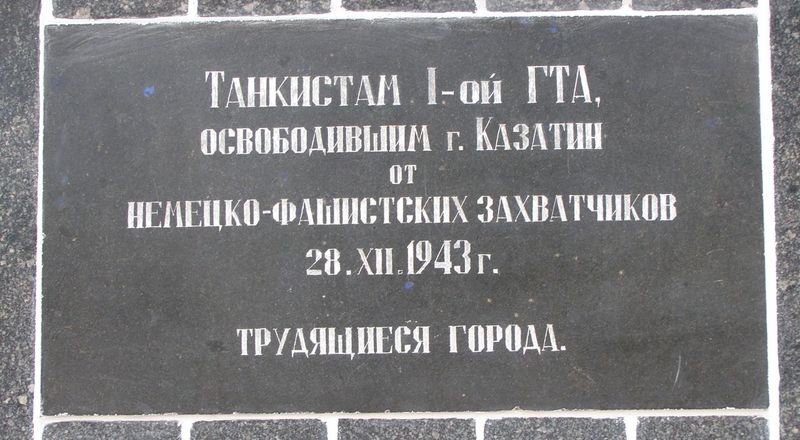 Танкистам I-ой ГТА,
освободившим г. Казатин
от
немецко-фашистских захватчиков
28.XII.1943 г.
трудящиеся города.